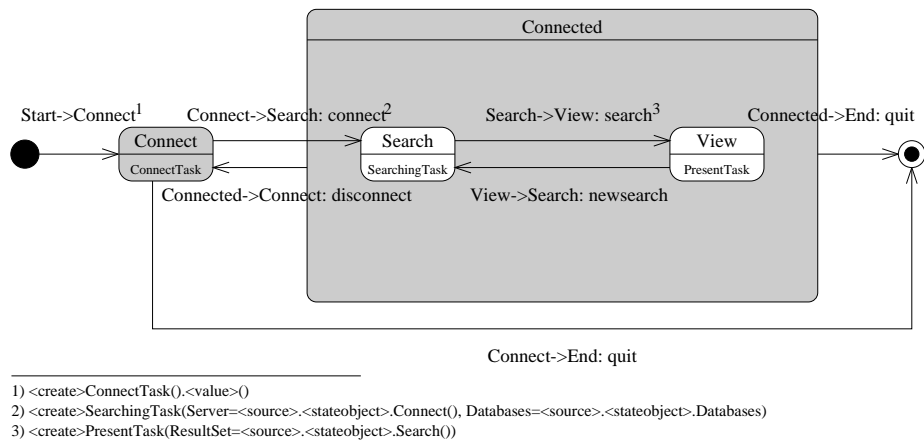 Connected
Start->Connect1
Connect->Search: connect2
Search->View: search3
Connected->End: quit
Connect
Search
View
ConnectTask
SearchingTask
PresentTask
Connected->Connect: disconnect
View->Search: newsearch
Connect->End: quit
1) <create>ConnectTask().<value>()
2) <create>SearchingTask(Server=<source>.<stateobject>.Connect(), Databases=<source>.<stateobject>.Databases)
3) <create>PresentTask(ResultSet=<source>.<stateobject>.Search())